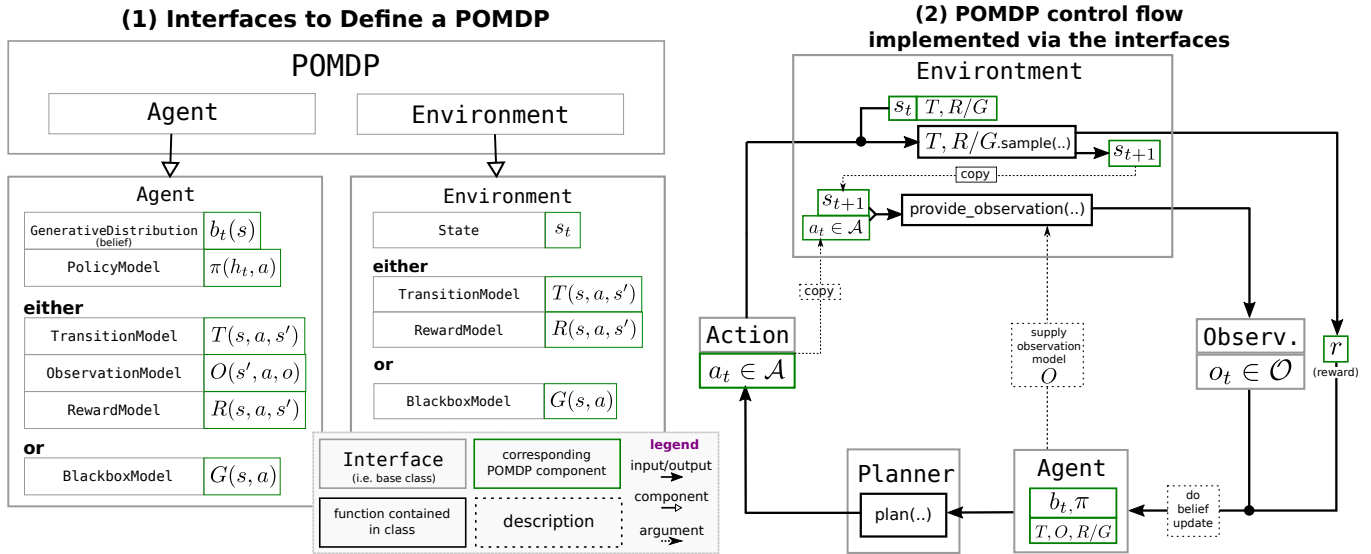 (1) Interfaces to Define a POMDP
POMDP
Agent
Environment
Agent
GenerativeDistribution
(belief)
b_t(s)
PolicyModel
π(h_t, a)
either
TransitionModel
T(s, a, s′)
ObservationModel
O(s′, a, o)
RewardModel
R(s, a, s′)
or
BlackboxModel
G(s, a)
Environment
State
s_t
either
TransitionModel
T(s, a, s′)
RewardModel
R(s, a, s′)
or
BlackboxModel
G(s, a)
Interface
(i.e. base class)
corresponding
POMDP component
function contained
in class
description
legend
input/output
component
argument
(2) POMDP control flow
implemented via the interfaces
Environtment
s_t
T, R/G
T, R/G.sample(..)
s_{t+1}
copy
s_{t+1}
a_t ∈ 𝒜
provide_observation(..)
copy
Action
a_t ∈ 𝒜
supply
observation
model
O
Observ.
o_t ∈ 𝒪
r
(reward)
Planner
plan(..)
Agent
b_t, π
T, O, R/G
do
belief
update